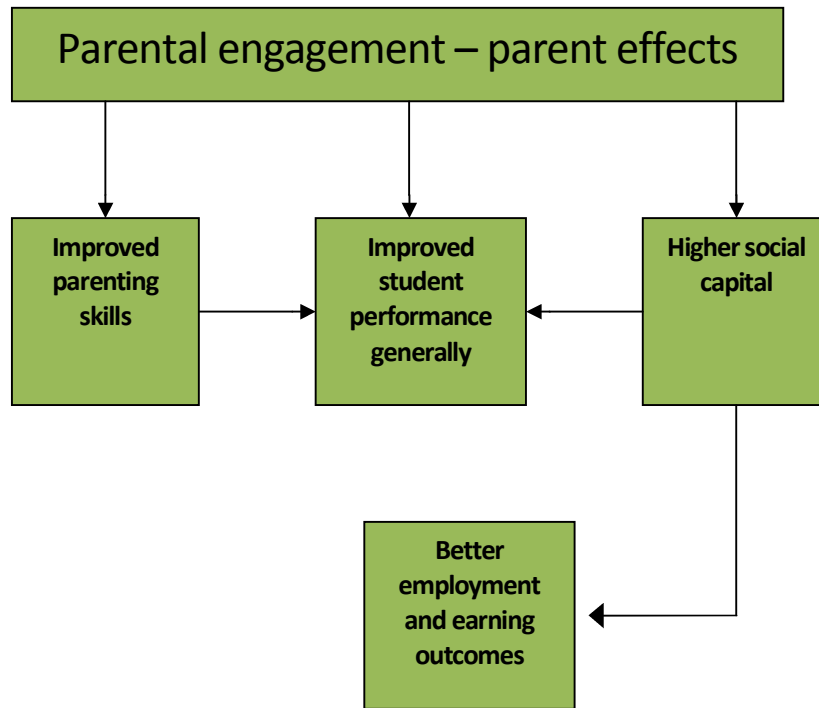 Parental engagement – parent effects
Improved
parenting
skills
Improved
student
performance
generally
Higher social
capital
Better
employment
and earning
outcomes